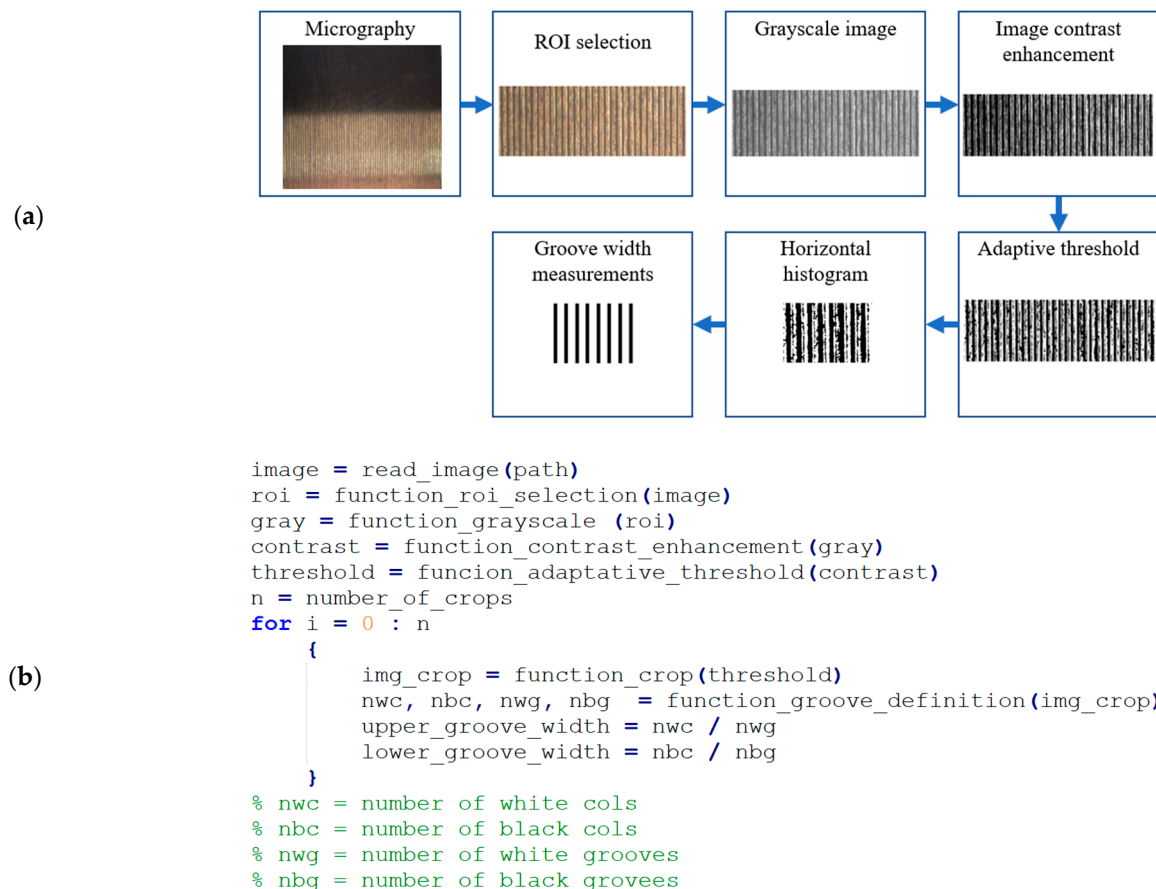 Micrography
ROI selection
Grayscale image
Image contrast
enhancement
(a)
Groove width
measurements
Horizontal
histogram
Adaptive threshold
image = read_image(path)
roi = function_roi_selection(image)
gray = function_grayscale (roi)
contrast = function_contrast_enhancement(gray)
threshold = funcion_adaptative_threshold(contrast)
n = number_of_crops
for i = 0 : n
(b)
{
img_crop = function_crop(threshold)
nwc, nbc, nwg, nbg  = function_groove_definition(img_crop)
upper_groove_width = nwc / nwg
lower_groove_width = nbc / nbg
}
% nwc = number of white cols
% nbc = number of black cols
% nwg = number of white grooves
% nbg = number of black grovees